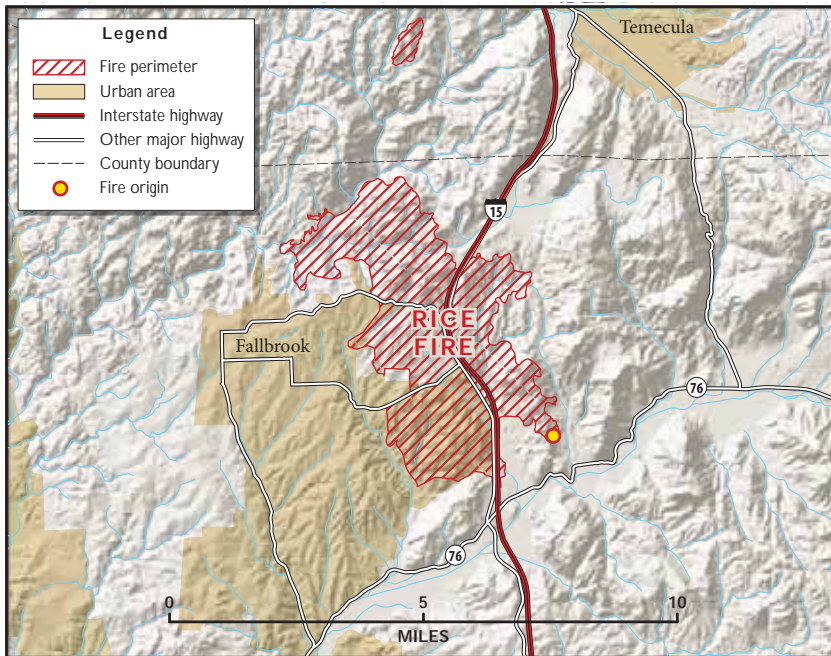 Legend
Fire perimeter
Urban area
Interstate highway
Other major highway
County boundary
Fire origin
Temecula
15
RICE
FIRE
Fallbrook
76
76
0
5
10
MILES